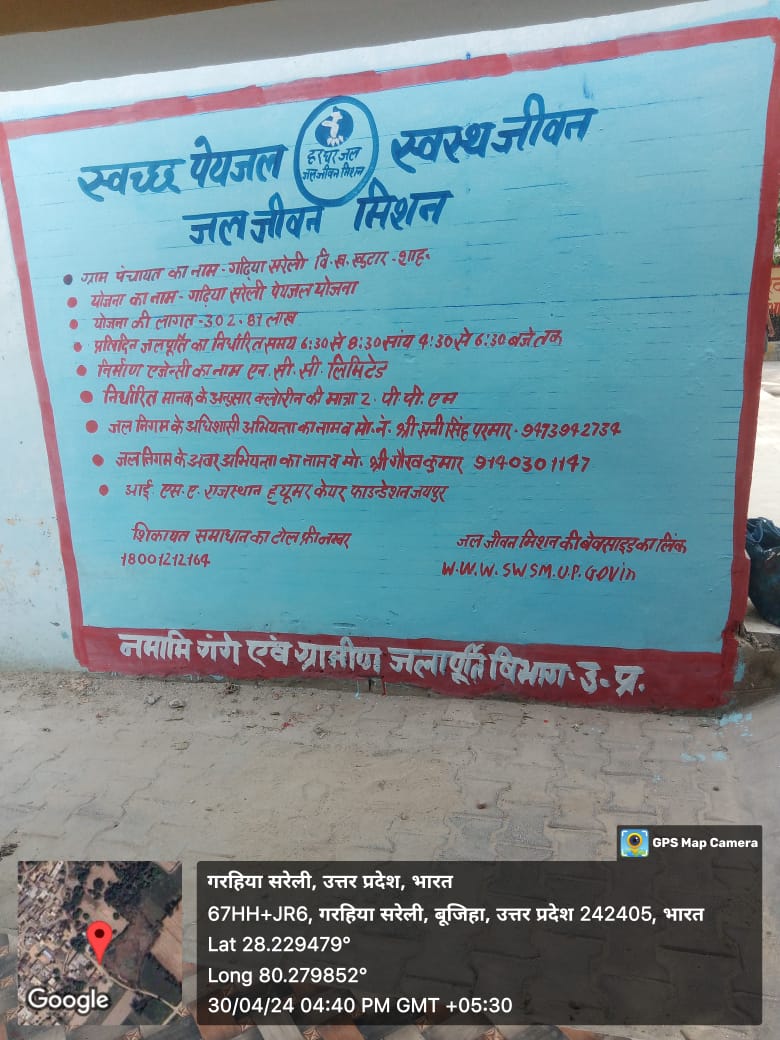 स्वच्छ पेयजल
हर घर जल
जल जीवन मिशन
स्वस्थ जीवन
जल जीवन मिशन
ग्राम पंचायत का नाम - गढ़िया सरेली वि.ख. खुटार - शाह.
योजना का नाम - गढ़िया सरेली पेयजल योजना
योजना की लागत - 302.87 लाख
प्रतिदिन जलपूर्ति का निर्धारित समय 6:30 से 8:30 सांय 4:30 से 6:30 बजे तक
निर्माण एजेन्सी का नाम एन. सी. सी. लिमिटेड
निर्धारित मानक के अनुसार क्लोरीन की मात्रा 2. पी. पी. एम
जल निगम के अधिशासी अभियन्ता का नाम व मो. नं. श्री सनी सिंह परमार - 9473942734
जल निगम के अवर अभियन्ता का नाम व मो. श्री गौरव कुमार 9140301147
आई. एस. ए. राजस्थान ह्यूमर केयर फाउन्डेशन जयपुर
शिकायत समाधान का टोल फ्री नम्बर
18001212164
जल जीवन मिशन की बेवसाइड का लिंक
W.W.W. SWSM.U.P. GOVin
नमामि गंगे एवं ग्रामीण जलापूर्ति विभाग - उ. प्र.
GPS Map Camera
गरहिया सरेली, उत्तर प्रदेश, भारत
67HH+JR6, गरहिया सरेली, बूजिहा, उत्तर प्रदेश 242405, भारत
Lat 28.229479°
Long 80.279852°
30/04/24 04:40 PM GMT +05:30
Google